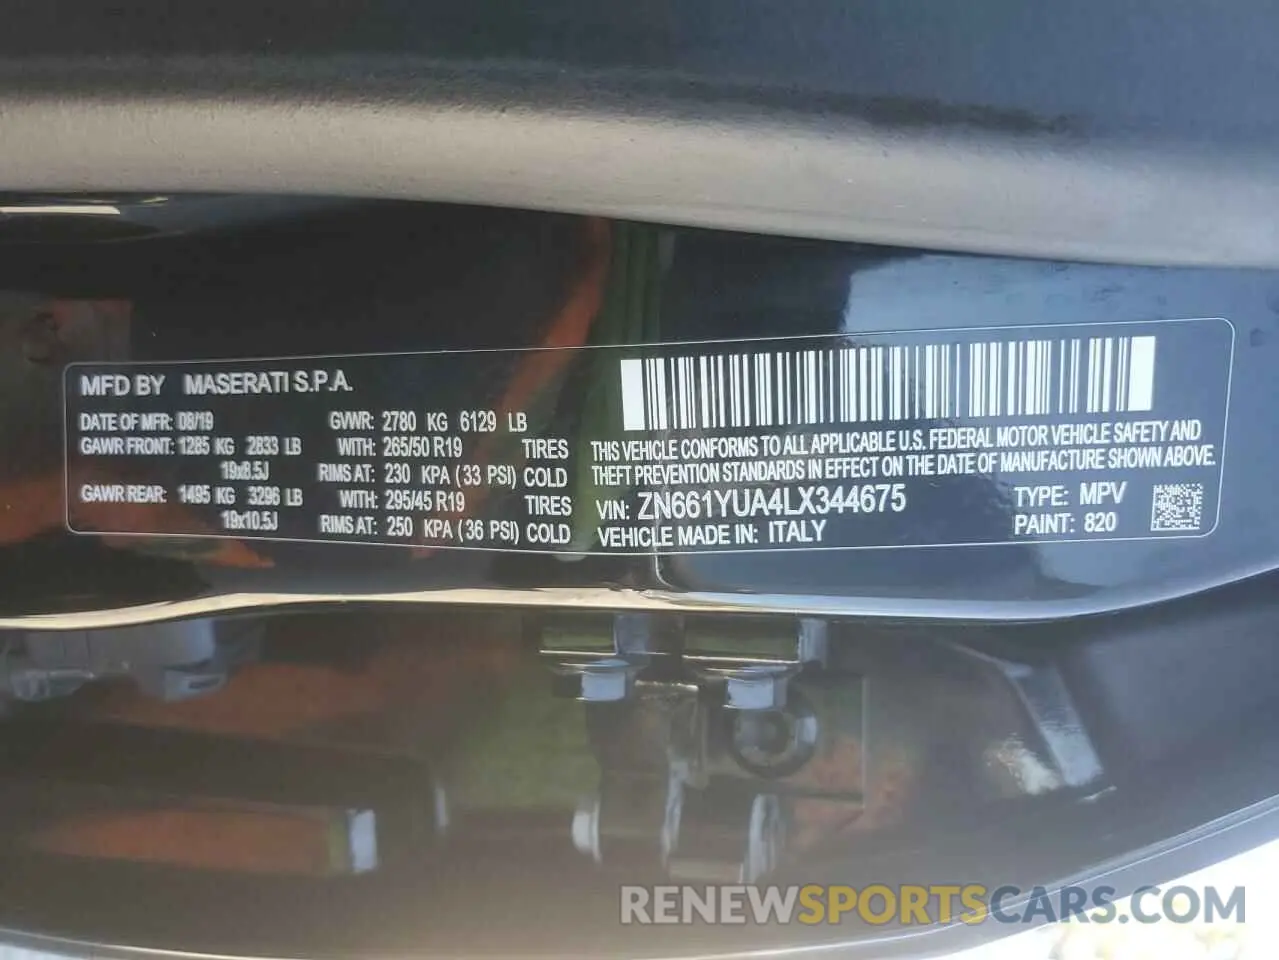 MFD BY MASERATI S.P.A.
DATE OF MFR: 08/19 GVWR: 2780 KG 6129 LB
GAWR FRONT: 1285 KG 2833 LB WITH: 265/50 R19 TIRES
19x8.5J RIMS AT: 230 KPA (33 PSI) COLD
GAWR REAR: 1495 KG 3296 LB WITH: 295/45 R19 TIRES
19x10.5J RIMS AT: 250 KPA (36 PSI) COLD
THIS VEHICLE CONFORMS TO ALL APPLICABLE U.S. FEDERAL MOTOR VEHICLE SAFETY AND
THEFT PREVENTION STANDARDS IN EFFECT ON THE DATE OF MANUFACTURE SHOWN ABOVE.
VIN: ZN661YUA4LX344675 TYPE: MPV
VEHICLE MADE IN: ITALY PAINT: 820
RENEWSPORTSCARS.COM